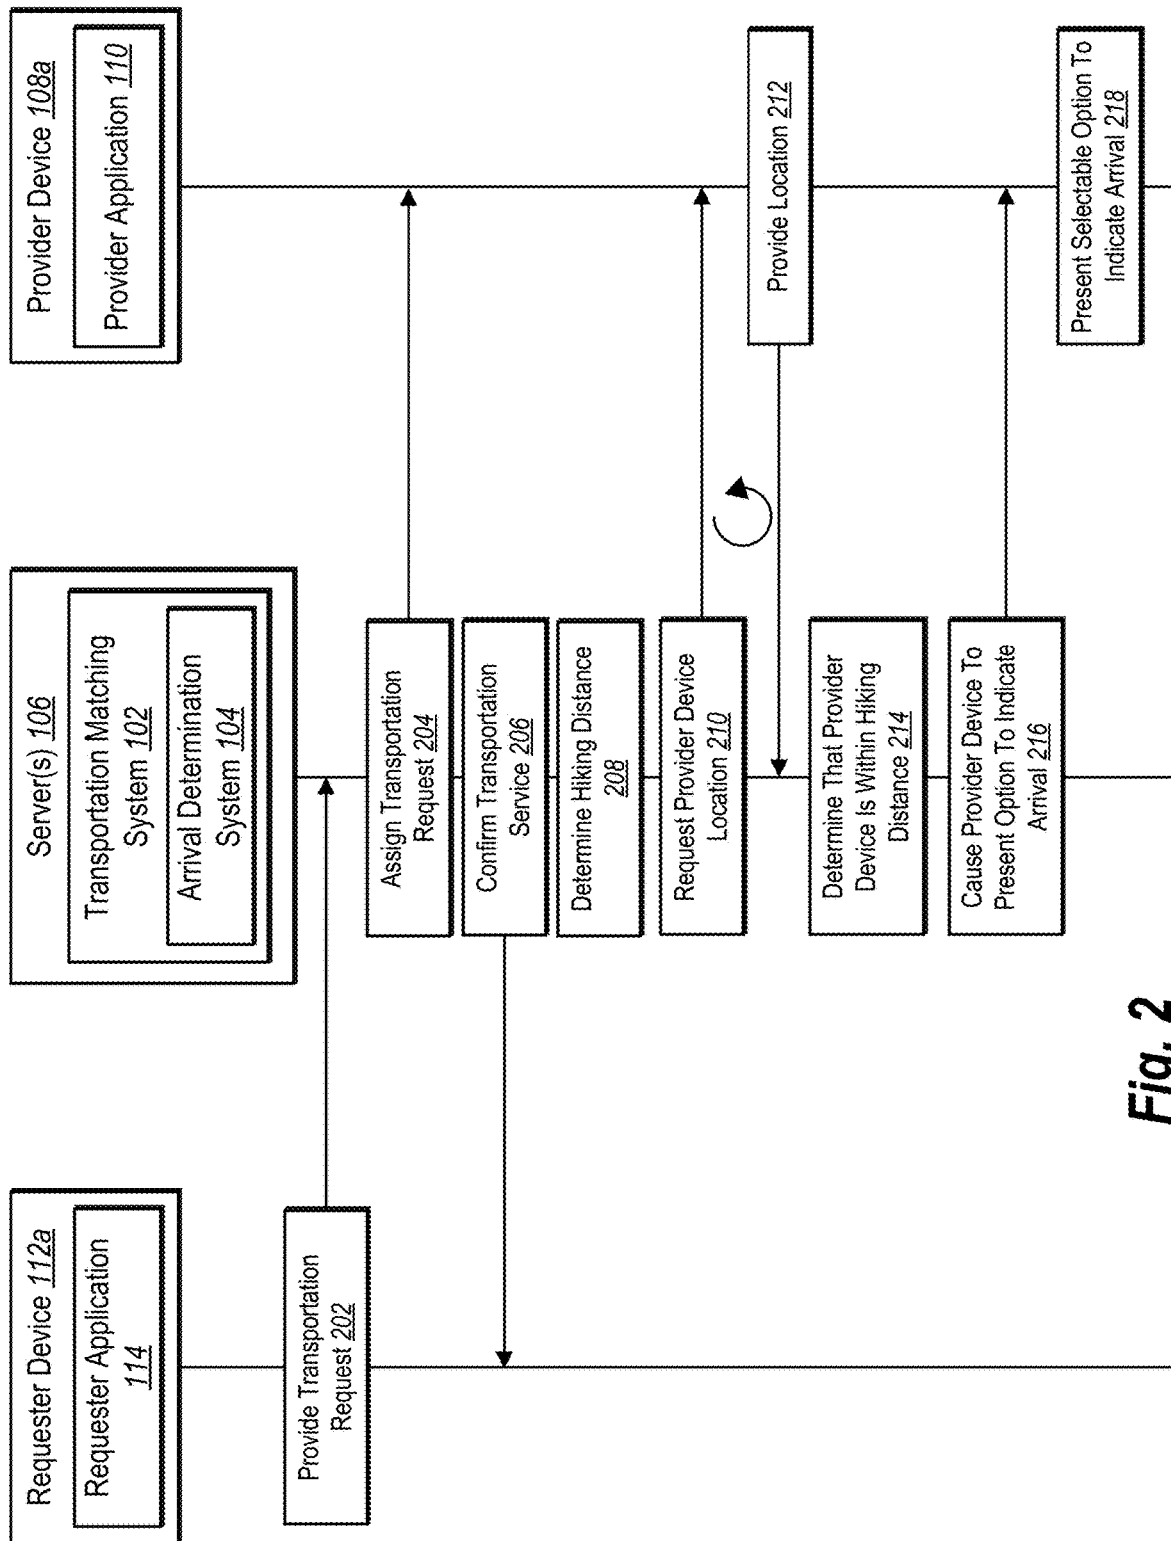 Requester Device 112a
Requester Application
114
Server(s) 106
Transportation Matching
System 102
Arrival Determination
System 104
Provider Device 108a
Provider Application 110
Provide Transportation
Request 202
Assign Transportation
Request 204
Confirm Transportation
Service 206
Determine Hiking Distance
208
Request Provider Device
Location 210
Provide Location 212
Determine That Provider
Device Is Within Hiking
Distance 214
Cause Provider Device To
Present Option To Indicate
Arrival 216
Present Selectable Option To
Indicate Arrival 218
Fig. 2